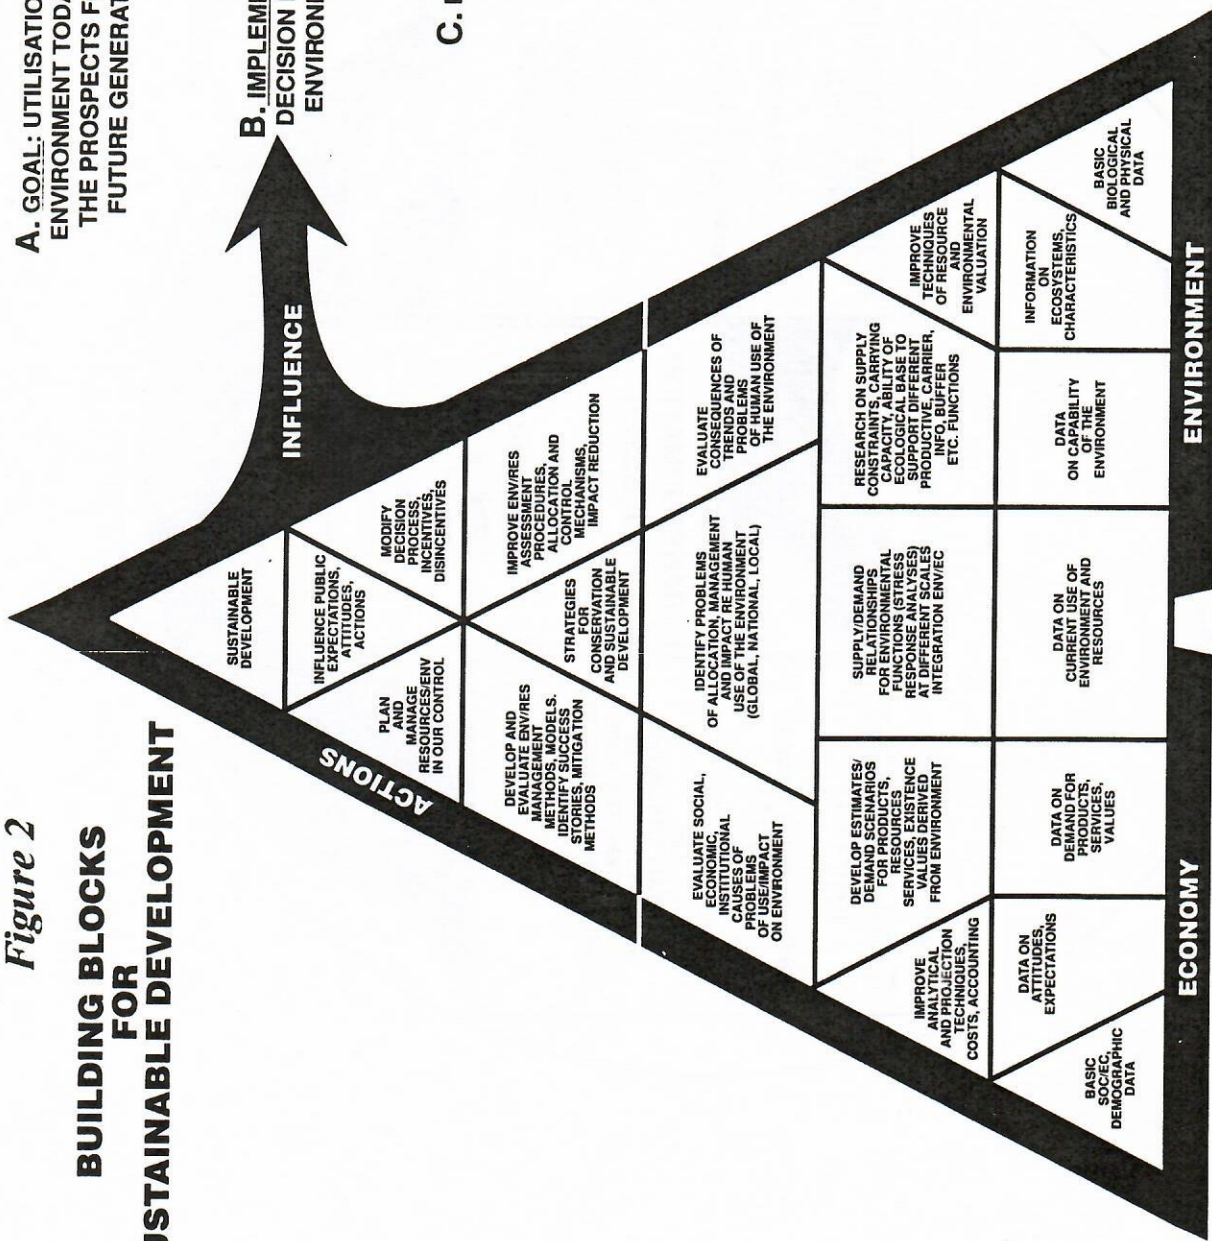 Figure 2
BUILDING BLOCKS
FOR
USTAINABLE DEVELOPMENT
A. GOAL: UTILISATIO
ENVIRONMENT TODA
THE PROSPECTS F
FUTURE GENERAT
B. IMPLEME
DECISION
ENVIRON
C.
INFLUENCE
ACTIONS
SUSTAINABLE
DEVELOPMENT
INFLUENCE PUBLIC
EXPECTATIONS,
ATTITUDES,
ACTIONS
PLAN
AND
MANAGE
RESOURCES/ENV
IN OUR CONTROL
MODIFY
DECISION
PROCESS,
INCENTIVES,
DISINCENTIVES
DEVELOP AND
EVALUATE ENV/RES
MANAGEMENT
METHODS, MODELS.
IDENTIFY SUCCESS
STORIES, MITIGATION
METHODS
STRATEGIES
FOR
CONSERVATION
AND SUSTAINABLE
DEVELOPMENT
IMPROVE ENV/RES
ASSESSMENT
PROCEDURES,
ALLOCATION AND
CONTROL
MECHANISMS,
IMPACT REDUCTION
EVALUATE SOCIAL,
ECONOMIC,
INSTITUTIONAL
CAUSES OF
PROBLEMS
OF USE/IMPACT
ON ENVIRONMENT
IDENTIFY PROBLEMS
OF ALLOCATION, MANAGEMENT
AND IMPACT RE HUMAN
USE OF THE ENVIRONMENT
(GLOBAL, NATIONAL, LOCAL)
EVALUATE
CONSEQUENCES OF
TRENDS AND
PROBLEMS
OF HUMAN USE OF
THE ENVIRONMENT
IMPROVE
ANALYTICAL
AND PROJECTION
TECHNIQUES,
COSTS, ACCOUNTING
DEVELOP ESTIMATES/
DEMAND SCENARIOS
FOR PRODUCTS,
RESOURCES
SERVICES, EXISTENCE
VALUES DERIVED
FROM ENVIRONMENT
SUPPLY/DEMAND
RELATIONSHIPS
FOR ENVIRONMENTAL
FUNCTIONS (STRESS
RESPONSE ANALYSES)
AT DIFFERENT SCALES
INTEGRATION ENV/EC
RESEARCH ON SUPPLY
CONSTRAINTS, CARRYING
CAPACITY, ABILITY OF
ECOLOGICAL BASE TO
SUPPORT DIFFERENT
PRODUCTIVE, CARRIER,
INFO, BUFFER
ETC. FUNCTIONS
IMPROVE
TECHNIQUES
OF RESOURCE
AND
ENVIRONMENTAL
VALUATION
BASIC
SOC/EC,
DEMOGRAPHIC
DATA
DATA ON
ATTITUDES,
EXPECTATIONS
DATA ON
DEMAND FOR
PRODUCTS,
SERVICES,
VALUES
DATA ON
CURRENT USE OF
ENVIRONMENT AND
RESOURCES
DATA
ON CAPABILITY
OF THE
ENVIRONMENT
INFORMATION
ON
ECOSYSTEMS,
CHARACTERISTICS
BASIC
BIOLOGICAL
AND PHYSICAL
DATA
ECONOMY
ENVIRONMENT